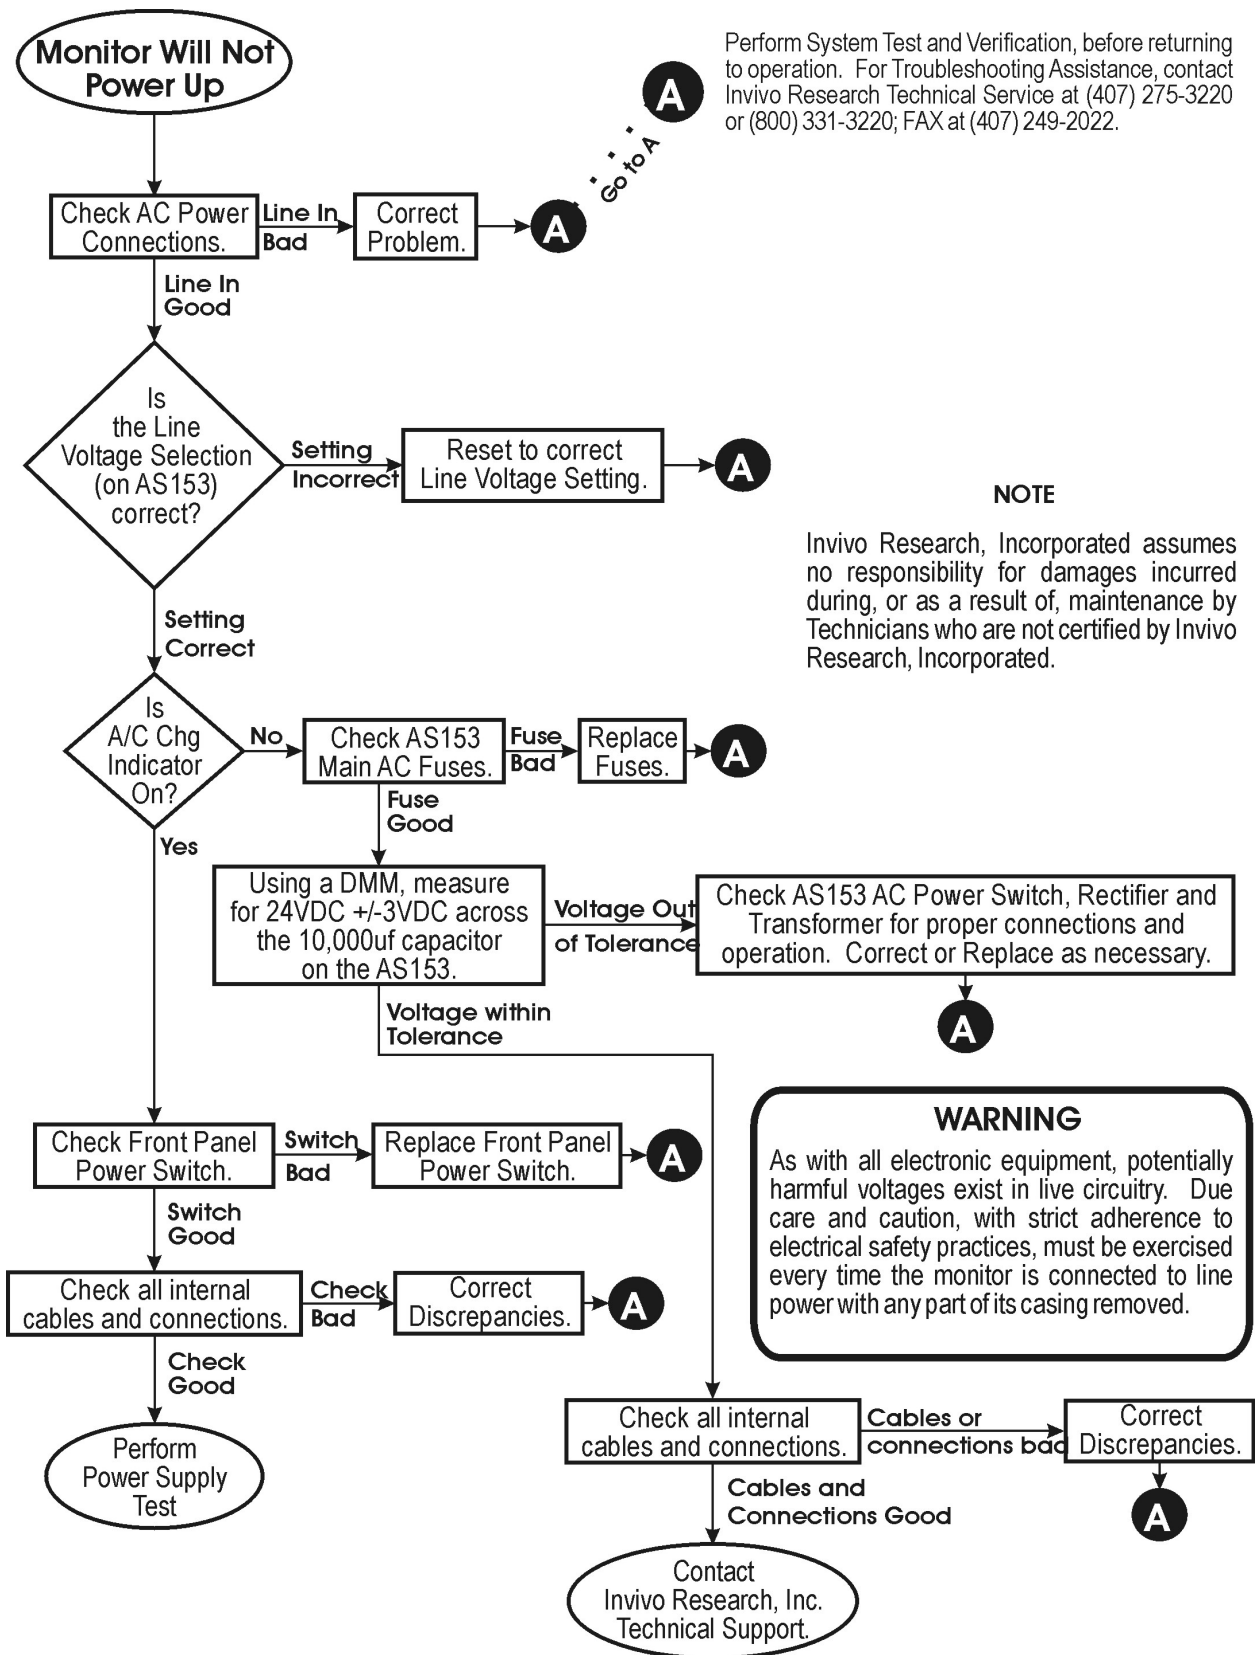 Monitor Will Not
Power Up
Perform System Test and Verification, before returning
to operation. For Troubleshooting Assistance, contact
Invivo Research Technical Service at (407) 275-3220
or (800) 331-3220; FAX at (407) 249-2022.
A
Go to A
Check AC Power
Connections.
Line In
Bad
Correct
Problem.
A
Line In
Good
Is
the Line
Voltage Selection
(on AS153)
correct?
Setting
Incorrect
Reset to correct
Line Voltage Setting.
A
NOTE
Invivo Research, Incorporated assumes
no responsibility for damages incurred
during, or as a result of, maintenance by
Technicians who are not certified by Invivo
Research, Incorporated.
Setting
Correct
Is
A/C Chg
Indicator
On?
No
Check AS153
Main AC Fuses.
Fuse
Bad
Replace
Fuses.
A
Fuse
Good
Yes
Using a DMM, measure
for 24VDC +/-3VDC across
the 10,000uf capacitor
on the AS153.
Voltage Out
of Tolerance
Check AS153 AC Power Switch, Rectifier and
Transformer for proper connections and
operation. Correct or Replace as necessary.
A
Voltage within
Tolerance
WARNING
As with all electronic equipment, potentially
harmful voltages exist in live circuitry. Due
care and caution, with strict adherence to
electrical safety practices, must be exercised
every time the monitor is connected to line
power with any part of its casing removed.
Check Front Panel
Power Switch.
Switch
Bad
Replace Front Panel
Power Switch.
A
Switch
Good
Check all internal
cables and connections.
Check
Bad
Correct
Discrepancies.
A
Check
Good
Perform
Power Supply
Test
Check all internal
cables and connections.
Cables or
connections bad
Correct
Discrepancies.
A
Cables and
Connections Good
Contact
Invivo Research, Inc.
Technical Support.